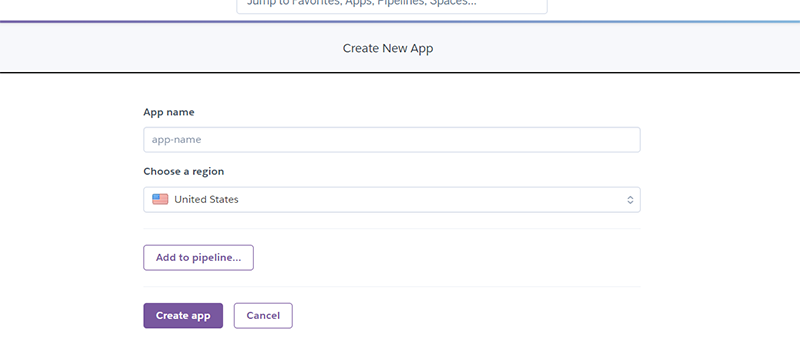 Jump to Favorites, Apps, Pipelines, Spaces...
Create New App
App name
app-name
Choose a region
United States
Add to pipeline...
Create app
Cancel